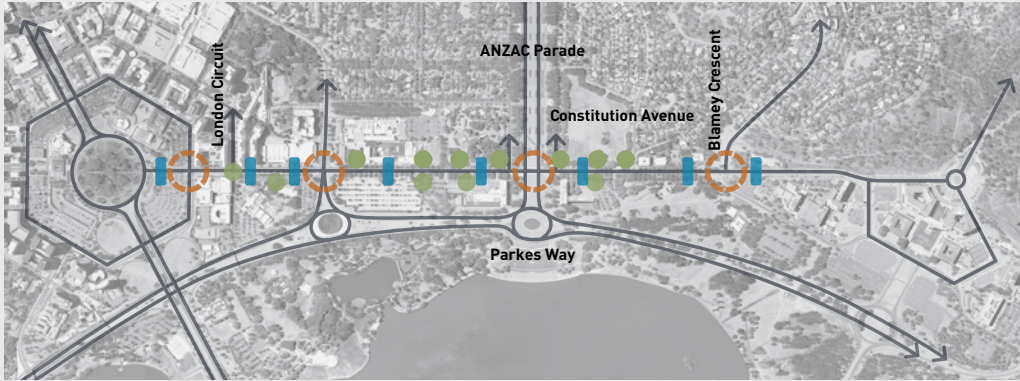 London Circuit
ANZAC Parade
Blamey Crescent
Constitution Avenue
Parkes Way